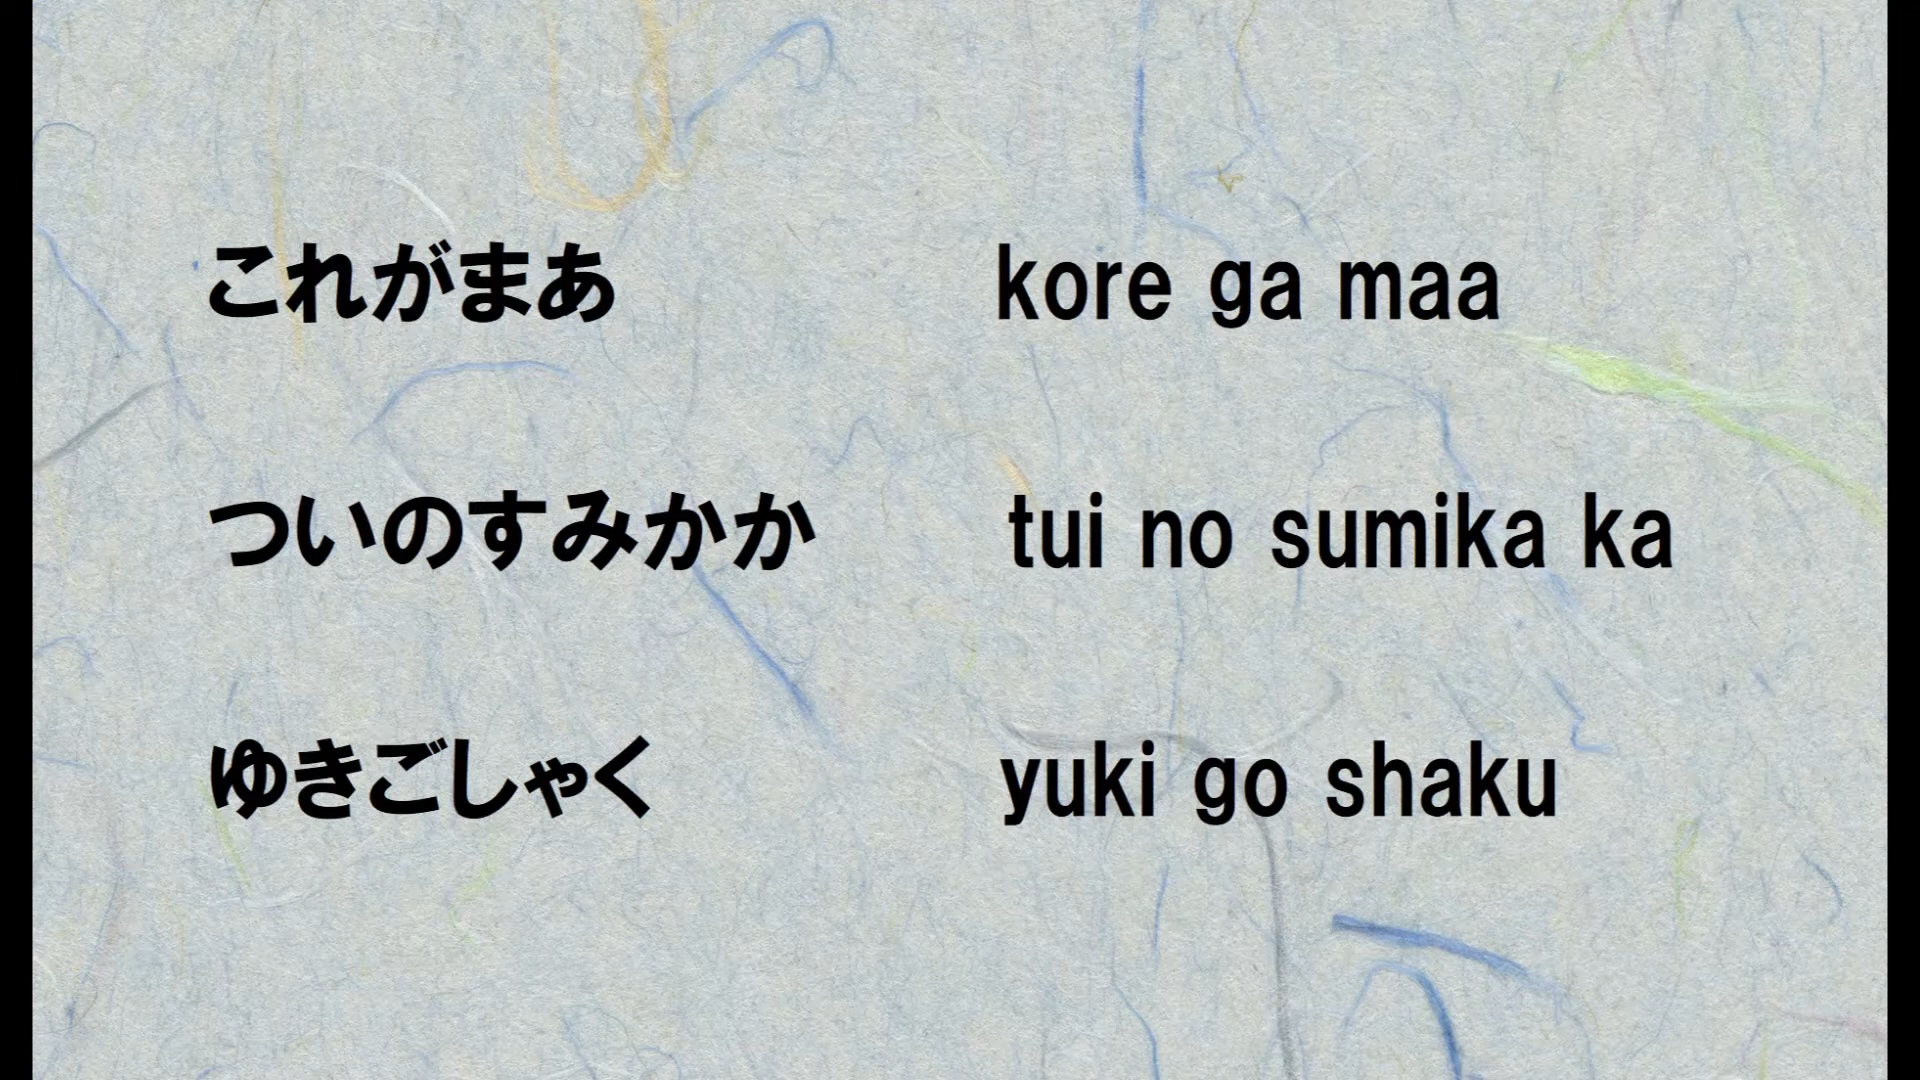 これがまあ kore ga maa
ついのすみかか tui no sumika ka
ゆきごしゃく yuki go shaku